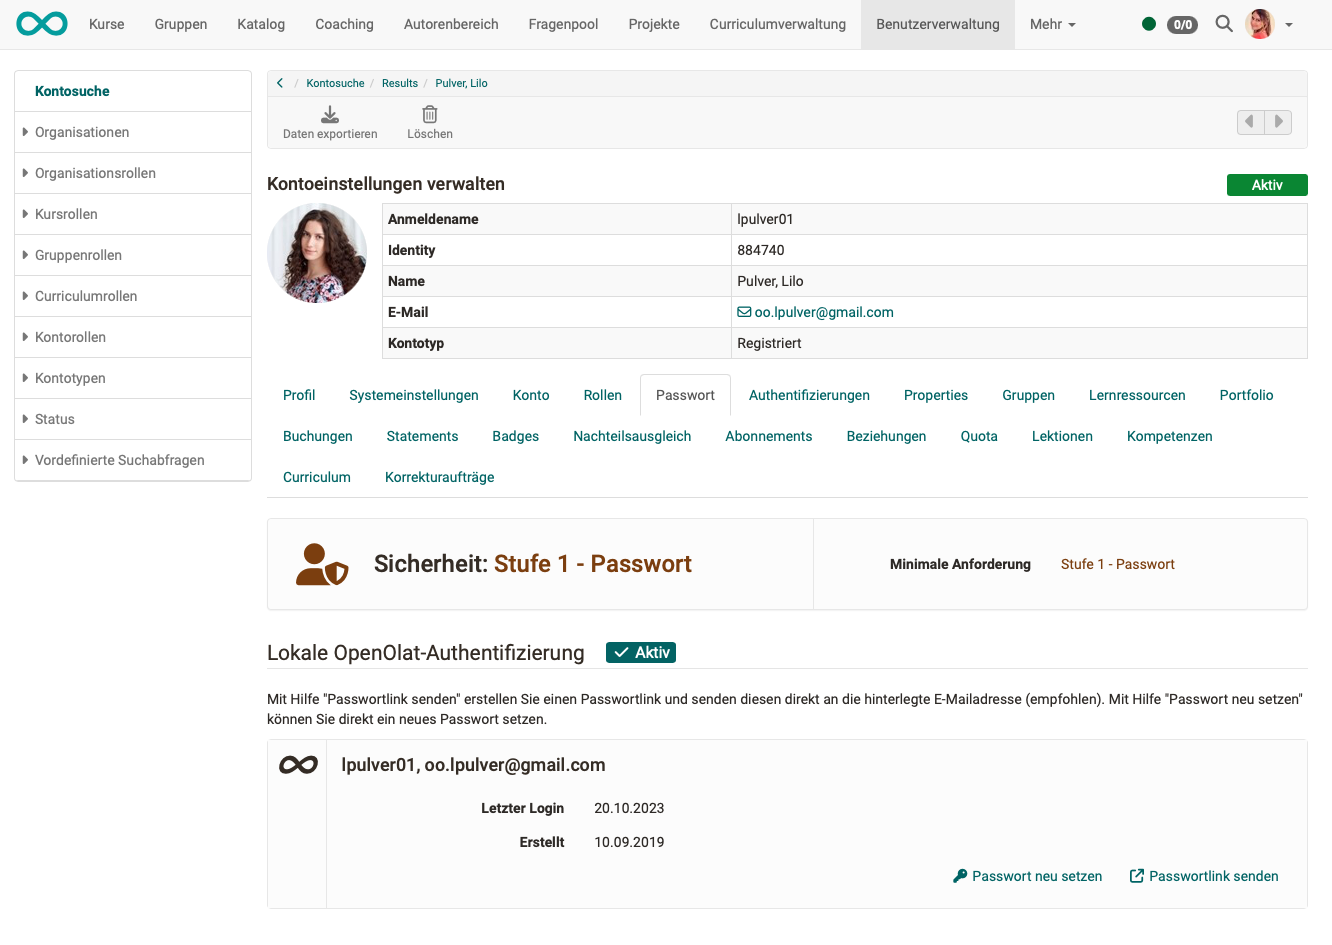 Kurse Gruppen Katalog Coaching Autorenbereich Fragenpool Projekte Curriculumverwaltung Benutzerverwaltung Mehr 0/0
Kontosuche
Organisationen
Organisationsrollen
Kursrollen
Gruppenrollen
Curriculumrollen
Kontorollen
Kontotypen
Status
Vordefinierte Suchabfragen
/ Kontosuche / Results / Pulver, Lilo
Daten exportieren Löschen
Kontoeinstellungen verwalten Aktiv
Anmeldename lpulver01
Identity 884740
Name Pulver, Lilo
E-Mail oo.lpulver@gmail.com
Kontotyp Registriert
Profil Systemeinstellungen Konto Rollen Passwort Authentifizierungen Properties Gruppen Lernressourcen Portfolio
Buchungen Statements Badges Nachteilsausgleich Abonnements Beziehungen Quota Lektionen Kompetenzen
Curriculum Korrekturaufträge
Sicherheit: Stufe 1 - Passwort Minimale Anforderung Stufe 1 - Passwort
Lokale OpenOlat-Authentifizierung Aktiv
Mit Hilfe "Passwortlink senden" erstellen Sie einen Passwortlink und senden diesen direkt an die hinterlegte E-Mailadresse (empfohlen). Mit Hilfe "Passwort neu setzen"
können Sie direkt ein neues Passwort setzen.
lpulver01, oo.lpulver@gmail.com
Letzter Login 20.10.2023
Erstellt 10.09.2019
Passwort neu setzen Passwortlink senden